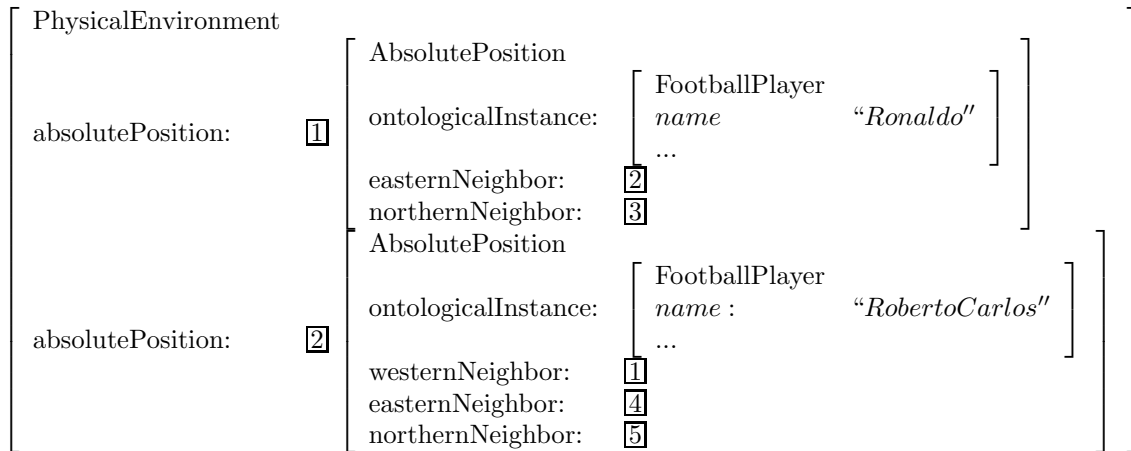 PhysicalEnvironment
AbsolutePosition
FootballPlayer
absolutePosition: 1 ontologicalInstance: name “Ronaldo″
...
easternNeighbor: 2
northernNeighbor: 3
AbsolutePosition
FootballPlayer
ontologicalInstance: name : “RobertoCarlos″
absolutePosition: 2 ...
westernNeighbor: 1
easternNeighbor: 4
northernNeighbor: 5